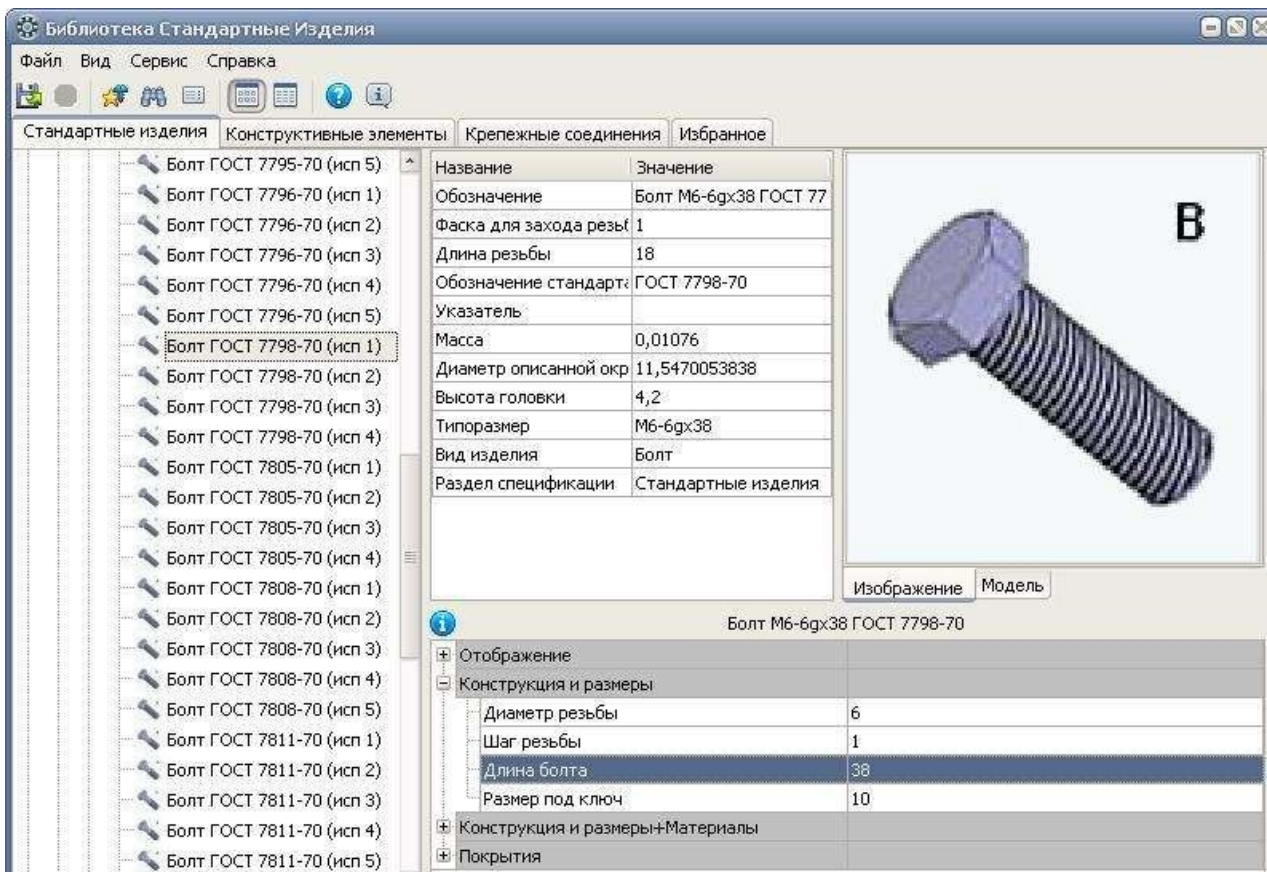 Библиотека Стандартные Изделия
Файл Вид Сервис Справка
Стандартные изделия Конструктивные элементы Крепежные соединения Избранное
Болт ГОСТ 7795-70 (исп 5)
Болт ГОСТ 7796-70 (исп 1)
Болт ГОСТ 7796-70 (исп 2)
Болт ГОСТ 7796-70 (исп 3)
Болт ГОСТ 7796-70 (исп 4)
Болт ГОСТ 7796-70 (исп 5)
Болт ГОСТ 7798-70 (исп 1)
Болт ГОСТ 7798-70 (исп 2)
Болт ГОСТ 7798-70 (исп 3)
Болт ГОСТ 7798-70 (исп 4)
Болт ГОСТ 7805-70 (исп 1)
Болт ГОСТ 7805-70 (исп 2)
Болт ГОСТ 7805-70 (исп 3)
Болт ГОСТ 7805-70 (исп 4)
Болт ГОСТ 7808-70 (исп 1)
Болт ГОСТ 7808-70 (исп 2)
Болт ГОСТ 7808-70 (исп 3)
Болт ГОСТ 7808-70 (исп 4)
Болт ГОСТ 7808-70 (исп 5)
Болт ГОСТ 7811-70 (исп 1)
Болт ГОСТ 7811-70 (исп 2)
Болт ГОСТ 7811-70 (исп 3)
Болт ГОСТ 7811-70 (исп 4)
Болт ГОСТ 7811-70 (исп 5)
Название Значение
Обозначение Болт М6-6gх38 ГОСТ 77
Фаска для захода резьб 1
Длина резьбы 18
Обозначение стандарта ГОСТ 7798-70
Указатель
Масса 0,01076
Диаметр описанной окр 11,5470053838
Высота головки 4,2
Типоразмер М6-6gх38
Вид изделия Болт
Раздел спецификации Стандартные изделия
В
Изображение Модель
Болт М6-6gх38 ГОСТ 7798-70
Отображение
Конструкция и размеры
Диаметр резьбы 6
Шаг резьбы 1
Длина болта 38
Размер под ключ 10
Конструкция и размеры+Материалы
Покрытия